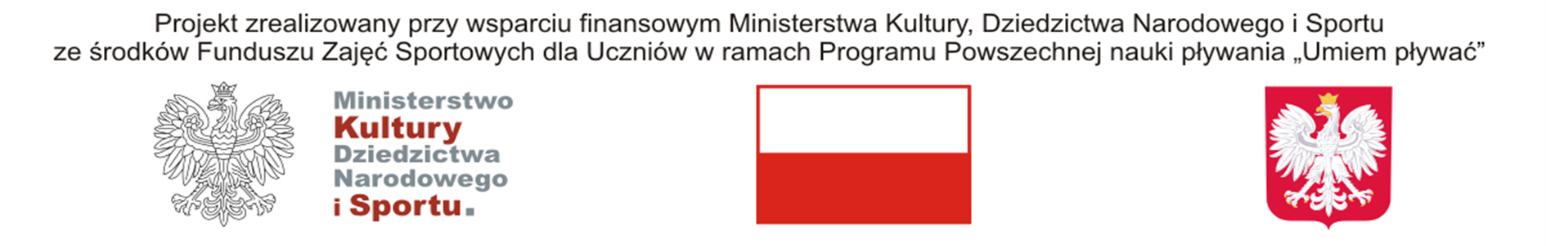 Projekt zrealizowany przy wsparciu finansowym Ministerstwa Kultury, Dziedzictwa Narodowego i Sportu
ze środków Funduszu Zajęć Sportowych dla Uczniów w ramach Programu Powszechnej nauki pływania „Umiem pływać”
Ministerstwo
Kultury
Dziedzictwa
Narodowego
i Sportu.